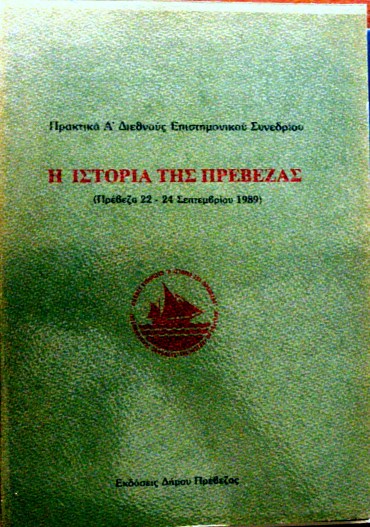 Πρακτικά Α' Διεθνούς Επιστημονικού Συνεδρίου
Η ΙΣΤΟΡΙΑ ΤΗΣ ΠΡΕΒΕΖΑΣ
(Πρέβεζα 22 - 24 Σεπτεμβρίου 1989)
Εκδόσεις Δήμου Πρέβεζας